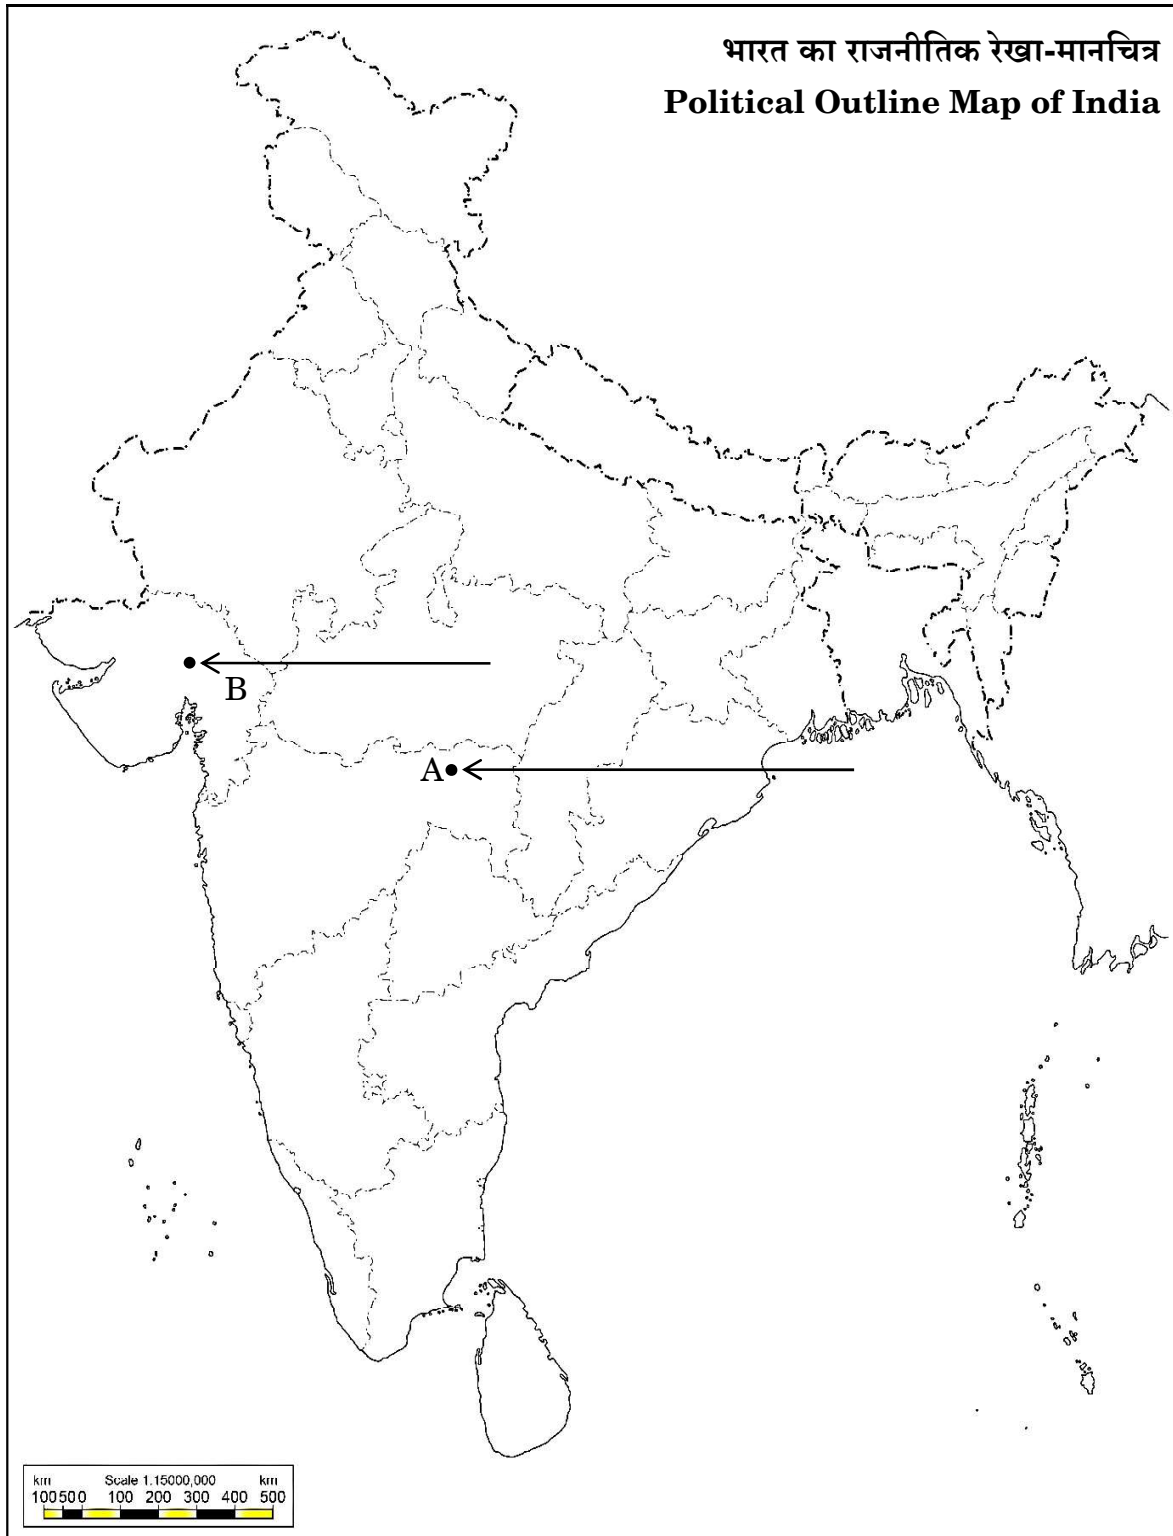 भारत का राजनीतिक रेखा-मानचित्र
Political Outline Map of India
B
A
km Scale 1:15000,000 km
100 50 0 100 200 300 400 500